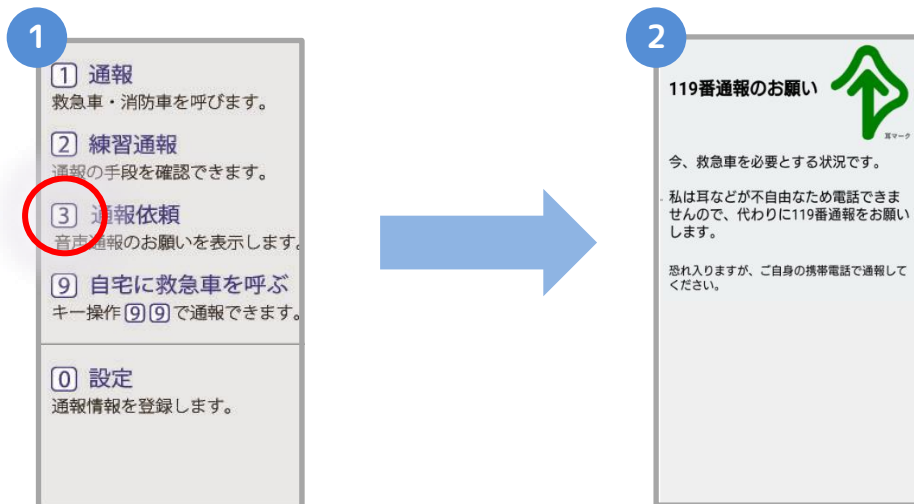 1
1 通報
救急車・消防車を呼びます。
2 練習通報
通報の手段を確認できます。
3 通報依頼
音声通報のお願いを表示します。
9 自宅に救急車を呼ぶ
キー操作99で通報できます。
0 設定
通報情報を登録します。
2
119番通報のお願い
耳マーク
今、救急車を必要とする状況です。
私は耳などが不自由なため電話できま
せんので、代わりに119番通報をお願い
します。
恐れ入りますが、ご自身の携帯電話で通報して
ください。